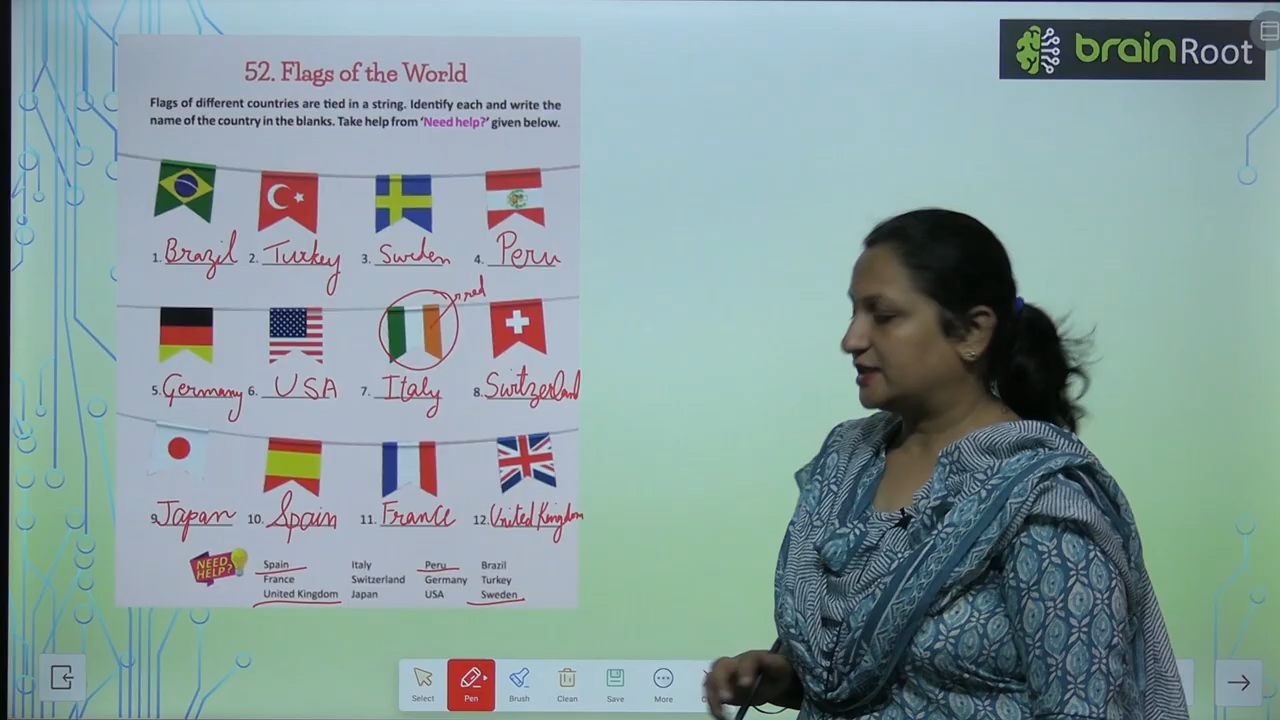 brainRoot
52. Flags of the World
Flags of different countries are tied in a string. Identify each and write the
name of the country in the blanks. Take help from ‘Need help?’ given below.
1. Brazil 2. Turkey 3. Sweden 4. Peru
red
5. Germany 6. USA 7. Italy 8. Switzerland
9. Japan 10. Spain 11. France 12. United Kingdom
NEED HELP?
Spain Italy Peru Brazil
France Switzerland Germany Turkey
United Kingdom Japan USA Sweden
Select Pen Brush Clean Save More